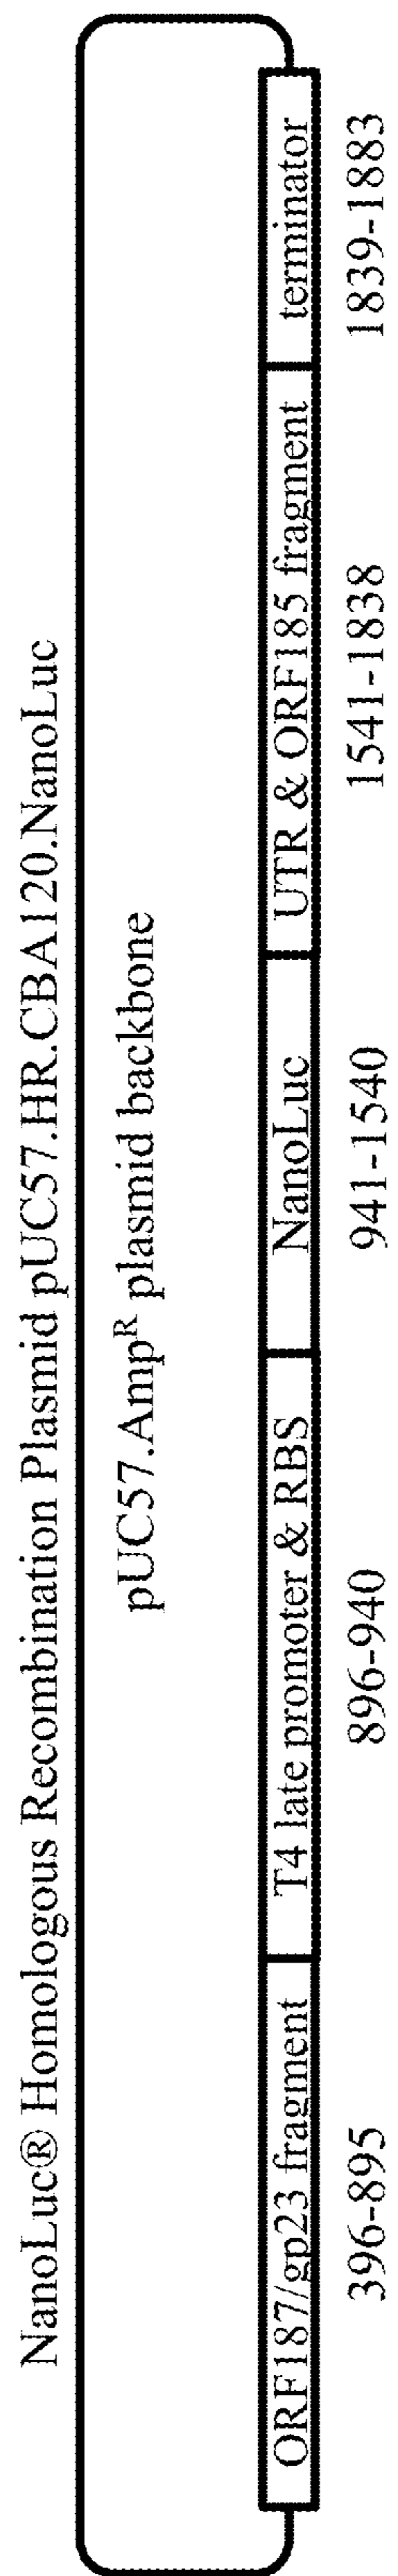 NanoLuc® Homologous Recombination Plasmid pUC57.HR.CBA120.NanoLuc
pUC57.Ampᴿ plasmid backbone
ORF187/gp23 fragment T4 late promoter & RBS NanoLuc UTR & ORF185 fragment terminator
396-895 896-940 941-1540 1541-1838 1839-1883